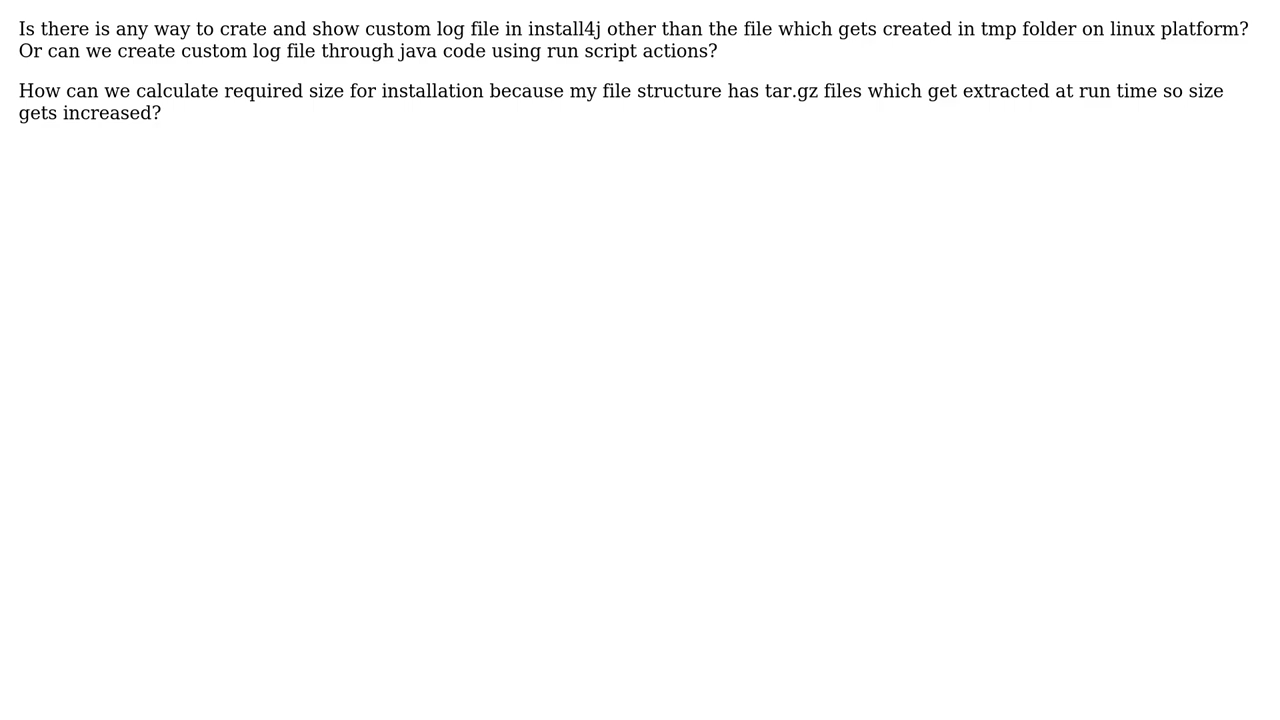 Is there is any way to crate and show custom log file in install4j other than the file which gets created in tmp folder on linux platform?
Or can we create custom log file through java code using run script actions?
How can we calculate required size for installation because my file structure has tar.gz files which get extracted at run time so size
gets increased?